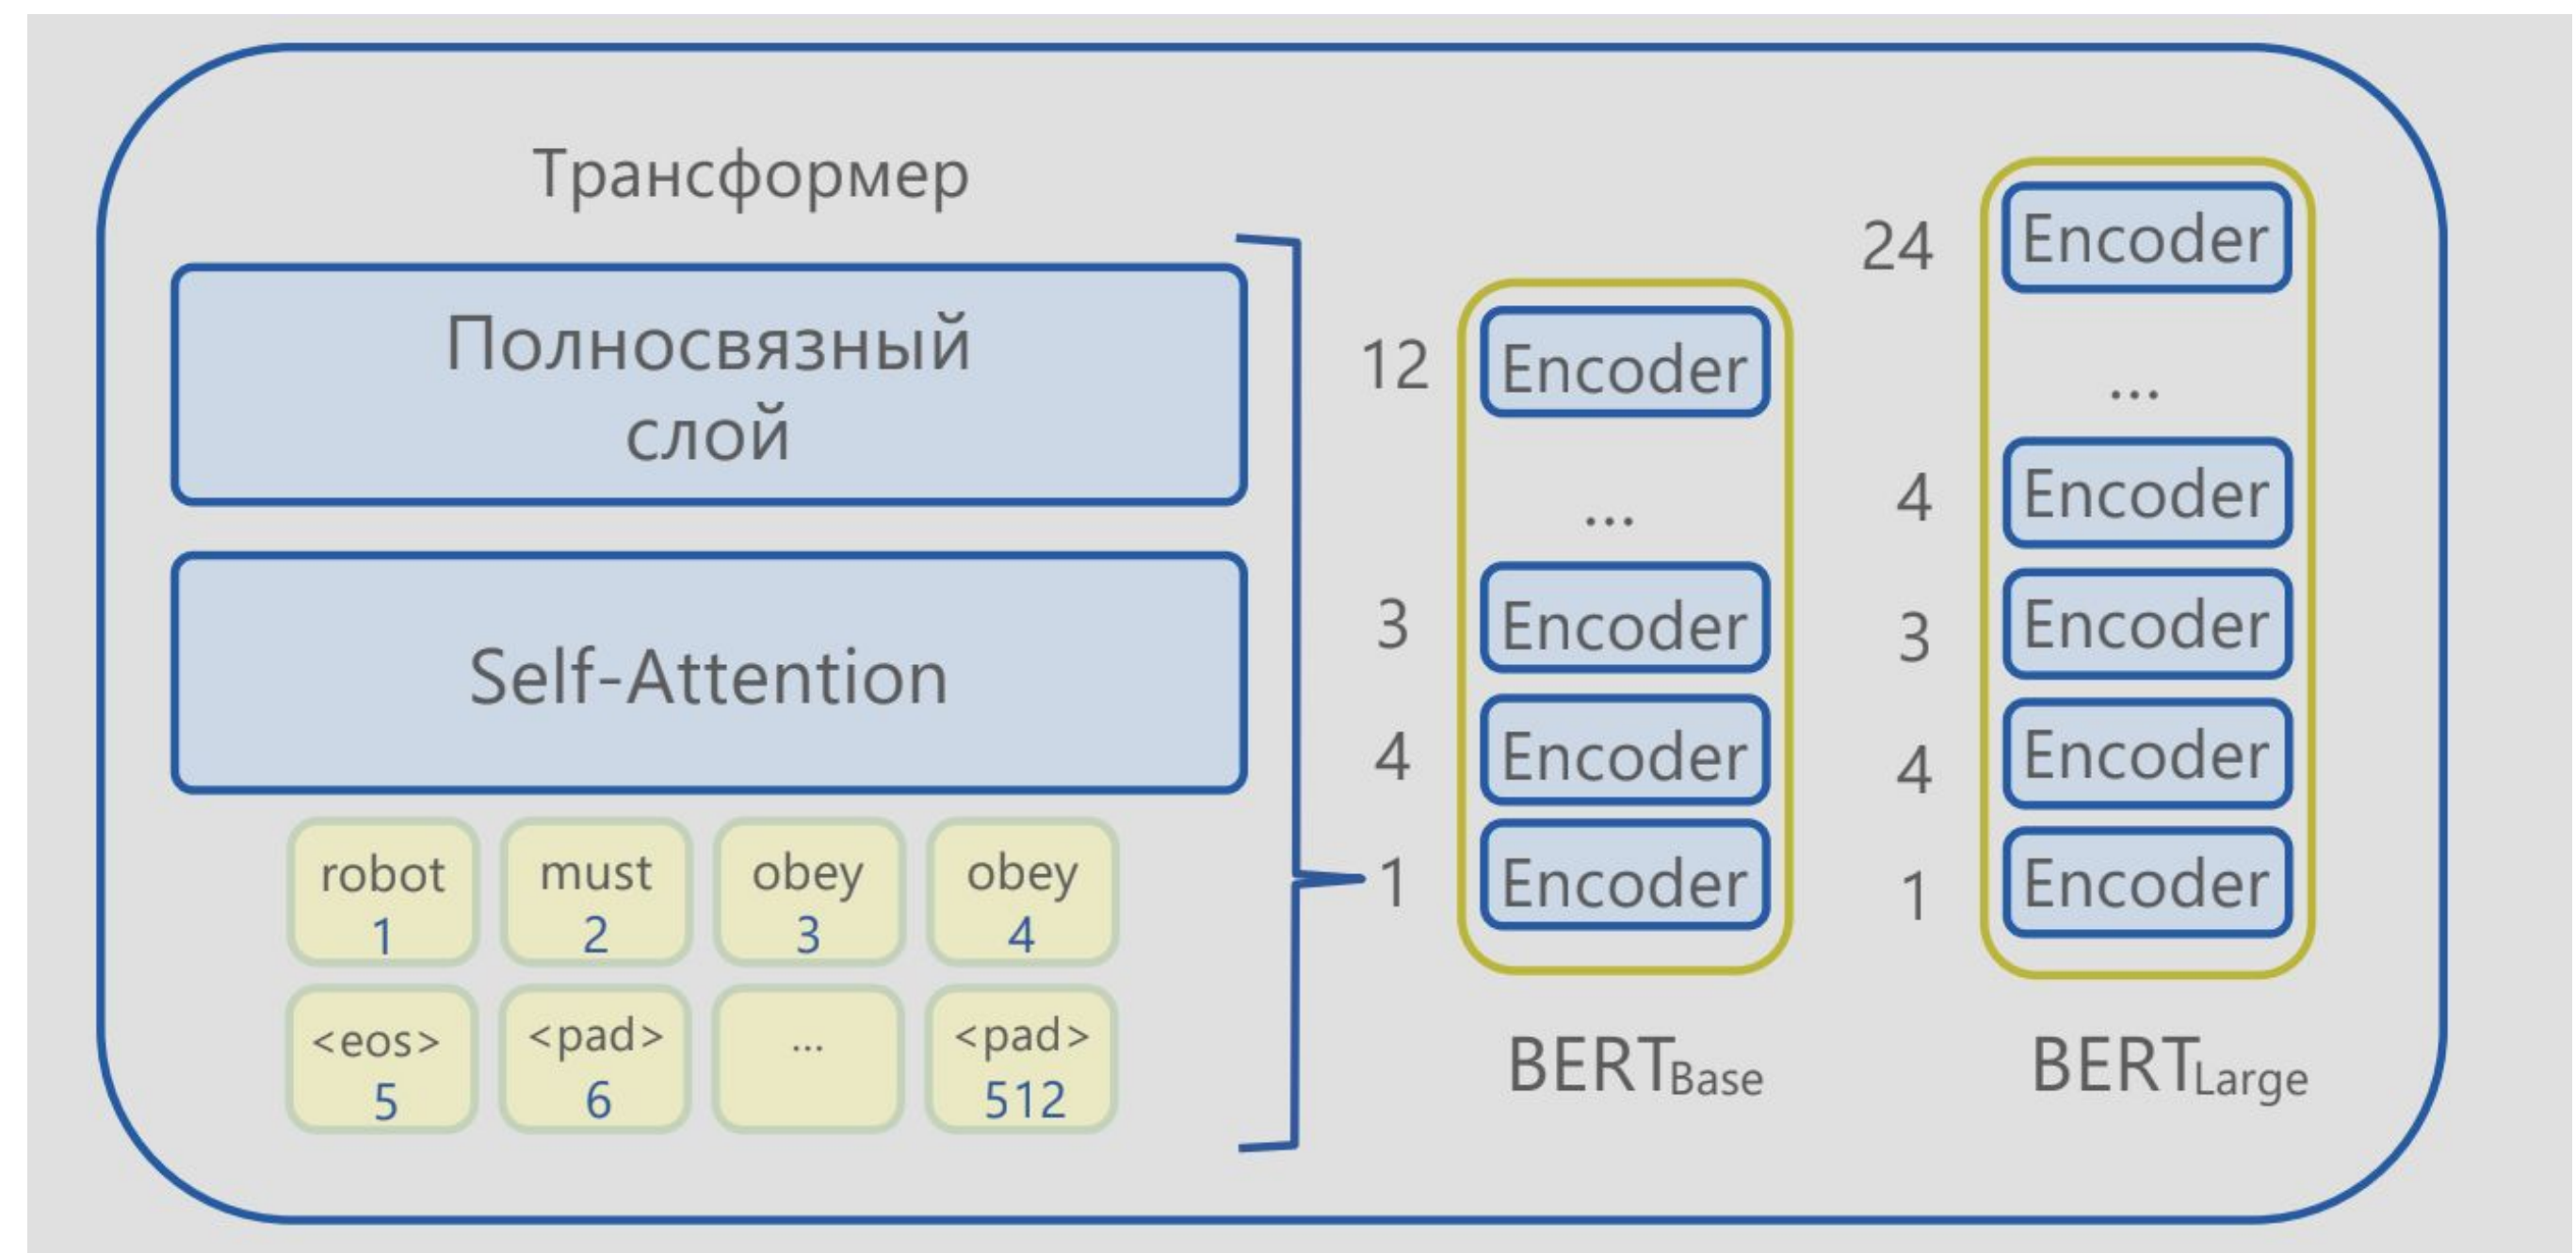 Трансформер
Полносвязный
слой
Self-Attention
robot must obey obey
1 2 3 4
<eos> <pad> ... <pad>
5 6 512
12 Encoder
...
3 Encoder
4 Encoder
1 Encoder
BERTBase
24 Encoder
...
4 Encoder
3 Encoder
4 Encoder
1 Encoder
BERTLarge